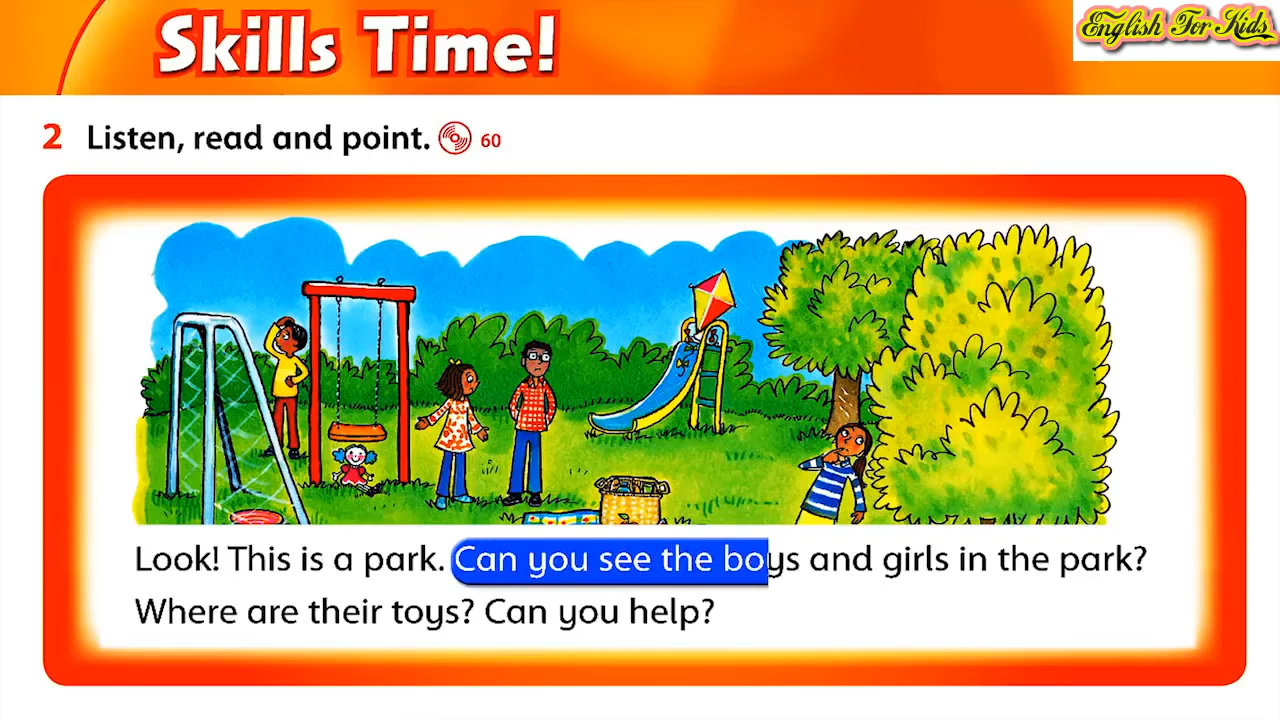 Skills Time!
English For Kids
2 Listen, read and point. 60
Look! This is a park. Can you see the boys and girls in the park?
Where are their toys? Can you help?